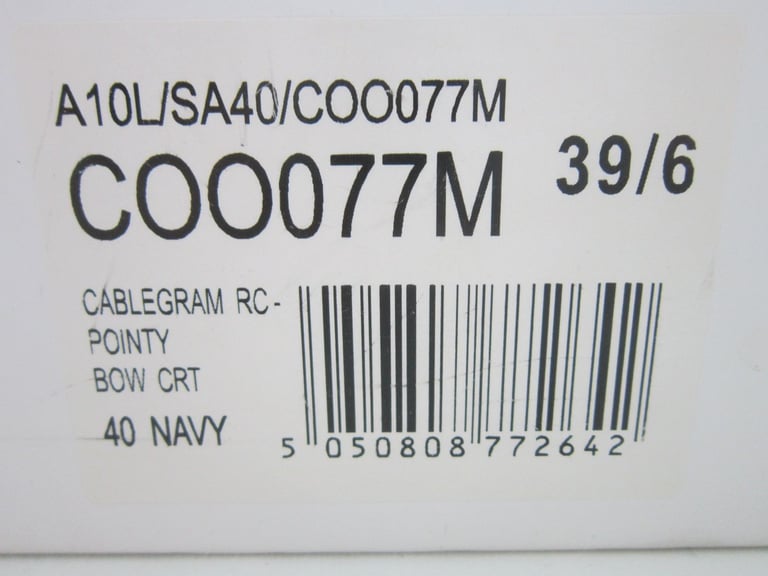 A10L/SA40/COO077M
COO077M 39/6
CABLEGRAM RC-
POINTY
BOW CRT
40 NAVY
5 050808 772642